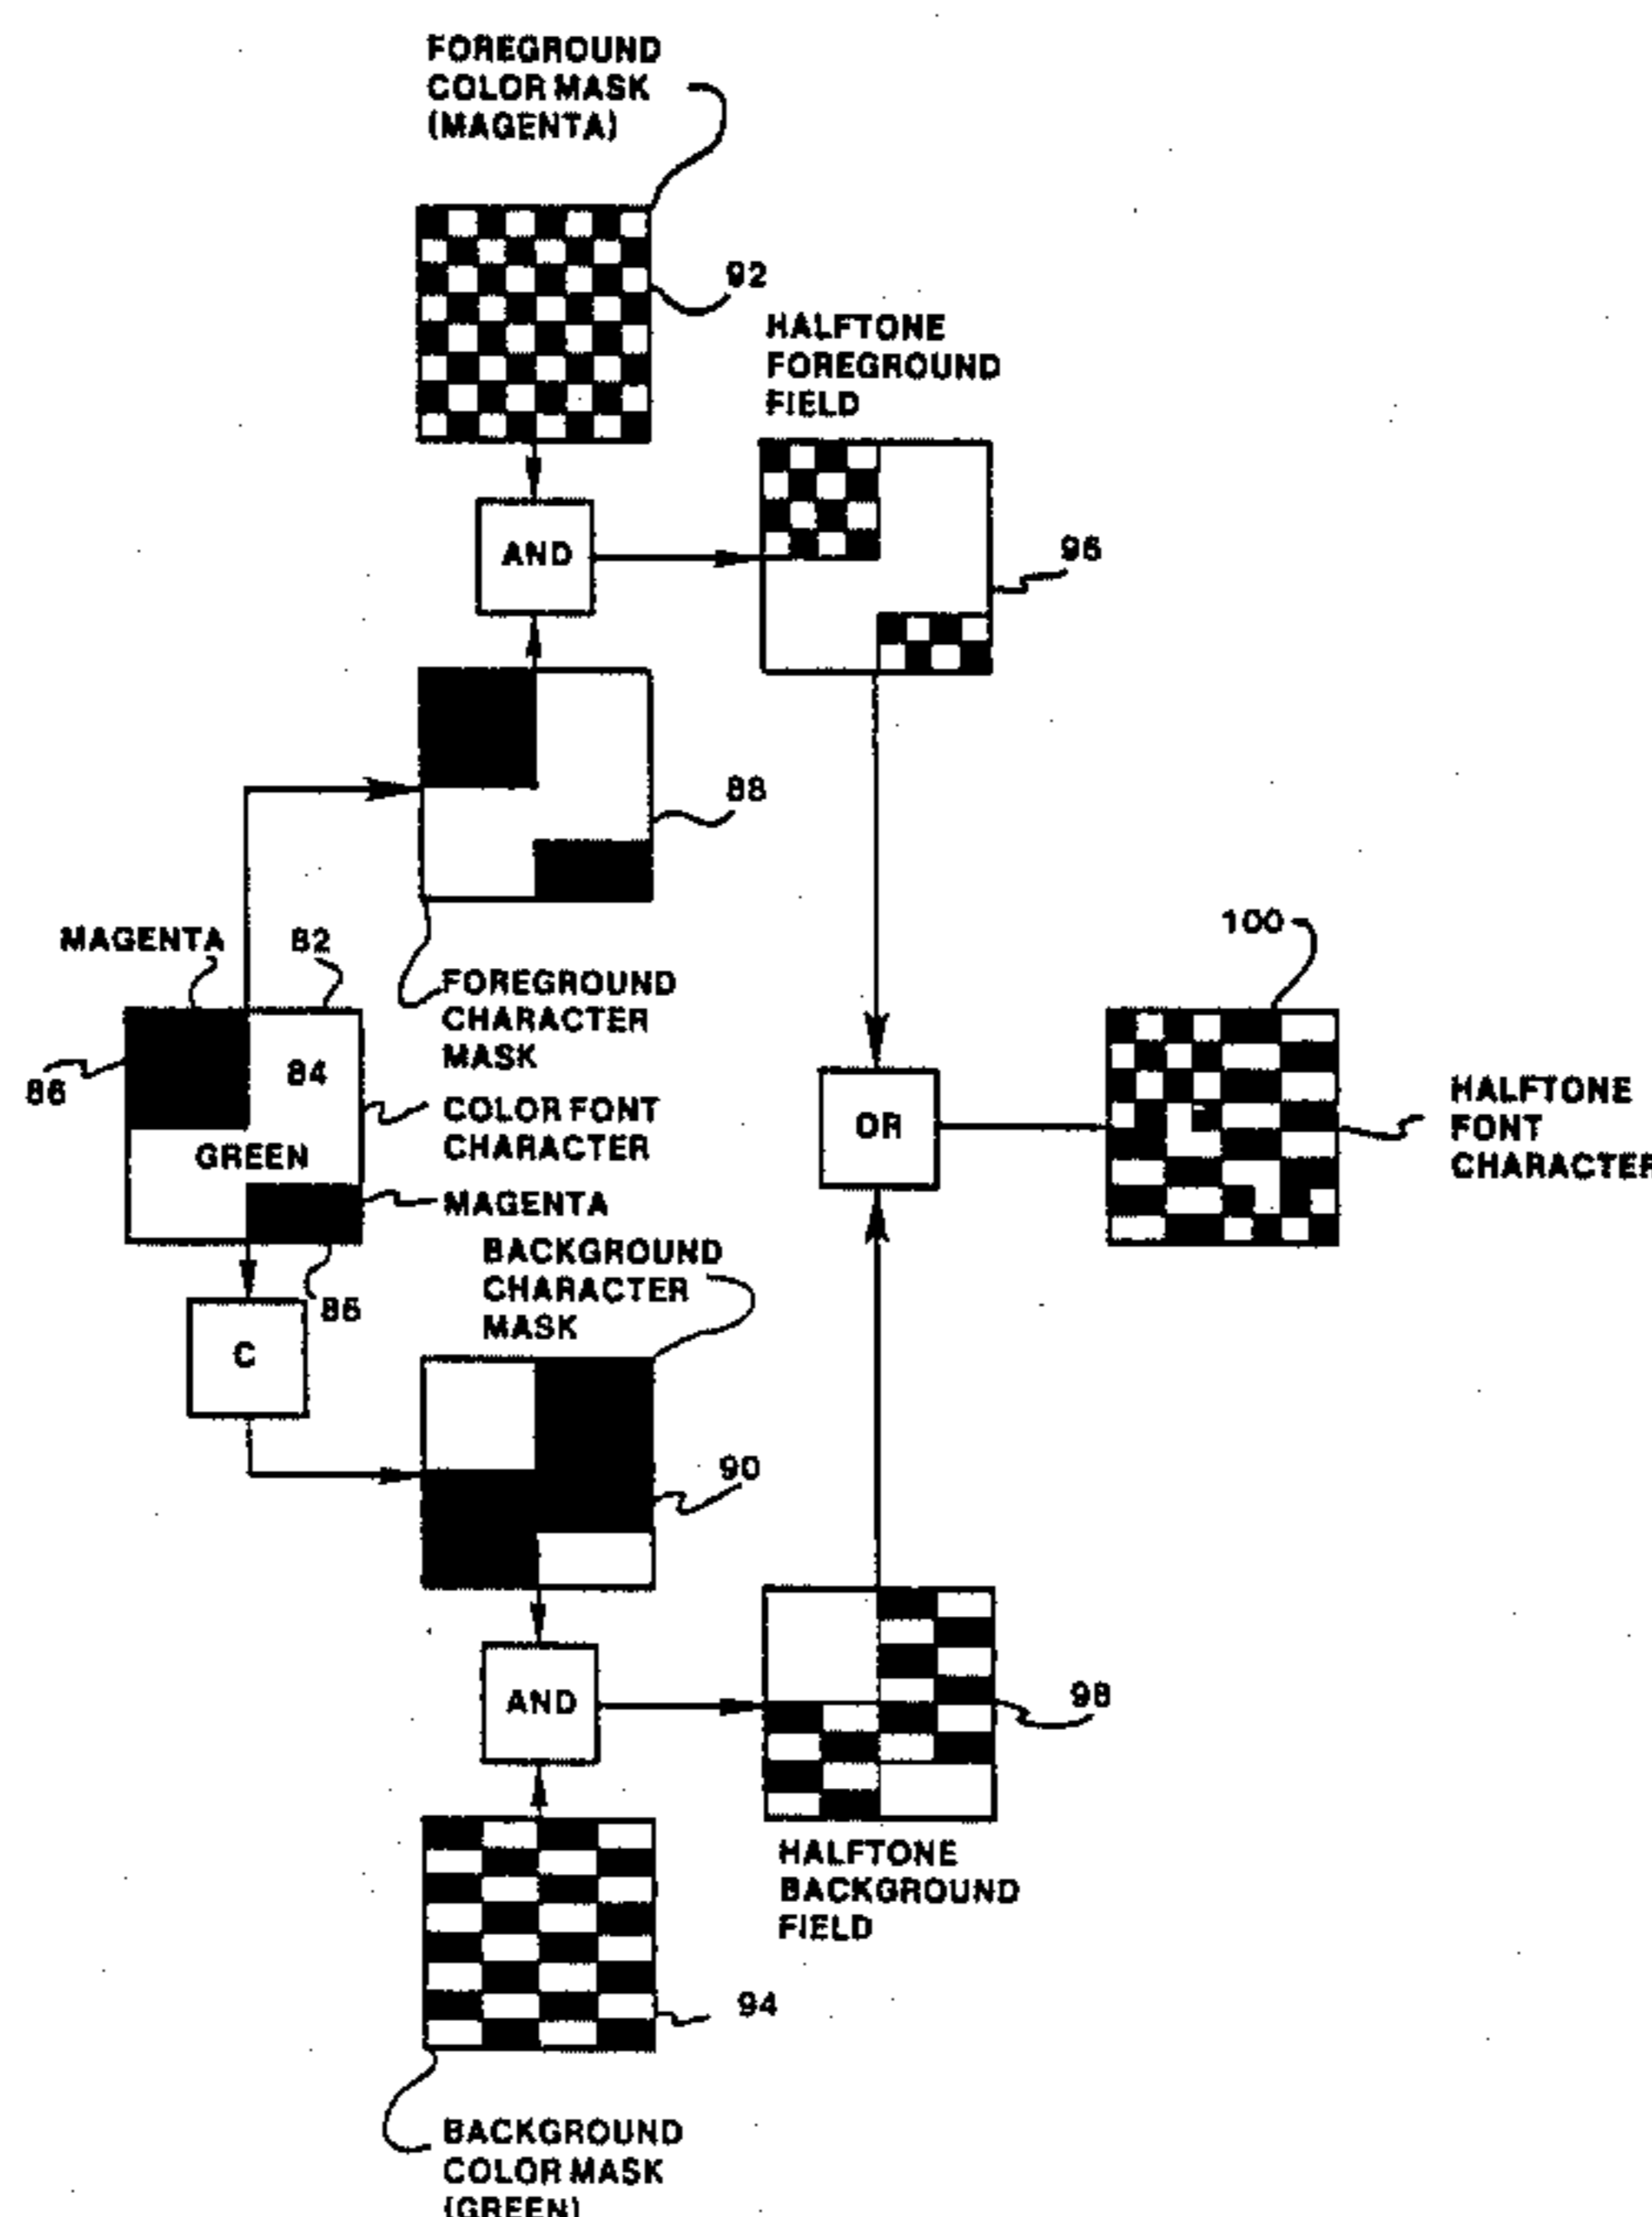 FOREGROUND
COLOR MASK
(MAGENTA)
92
HALFTONE
FOREGROUND
FIELD
AND
96
88
MAGENTA
82
FOREGROUND
CHARACTER
MASK
86
84
GREEN
COLOR FONT
CHARACTER
MAGENTA
86
100
OR
HALFTONE
FONT
CHARACTER
C
BACKGROUND
CHARACTER
MASK
90
AND
98
HALFTONE
BACKGROUND
FIELD
94
BACKGROUND
COLOR MASK
(GREEN)